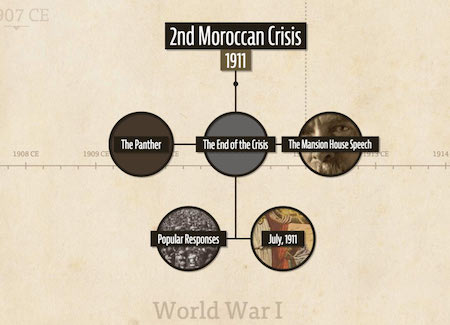 907 CE
2nd Moroccan Crisis
1911
The Panther
The End of the Crisis
The Mansion House Speech
1908 CE
1909
1914
Popular Responses
July, 1911
World War I